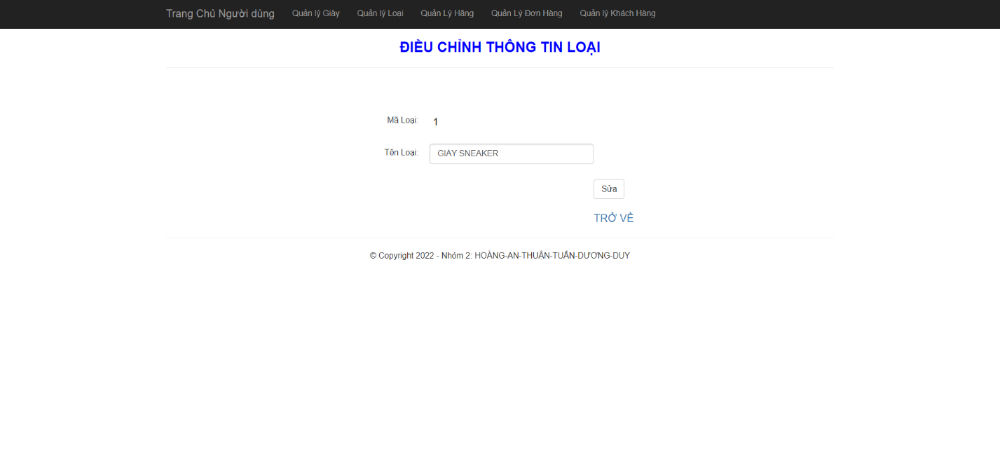 Trang Chủ Người dùng Quản lý Giày Quản lý Loại Quản Lý Hãng Quản Lý Đơn Hàng Quản lý Khách Hàng
ĐIỀU CHỈNH THÔNG TIN LOẠI
Mã Loại: 1
Tên Loại: GIAY SNEAKER
Sửa
TRỞ VỀ
© Copyright 2022 - Nhóm 2: HOÀNG-AN-THUẬN-TUẤN-DƯƠNG-DUY